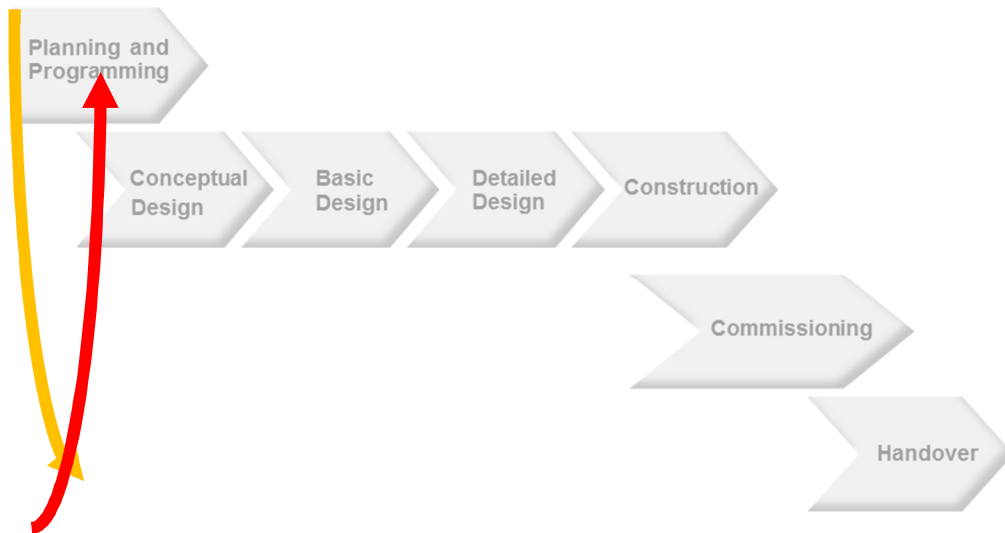 Planning and
Programming
Conceptual
Design
Basic
Design
Detailed
Design
Construction
Commissioning
Handover